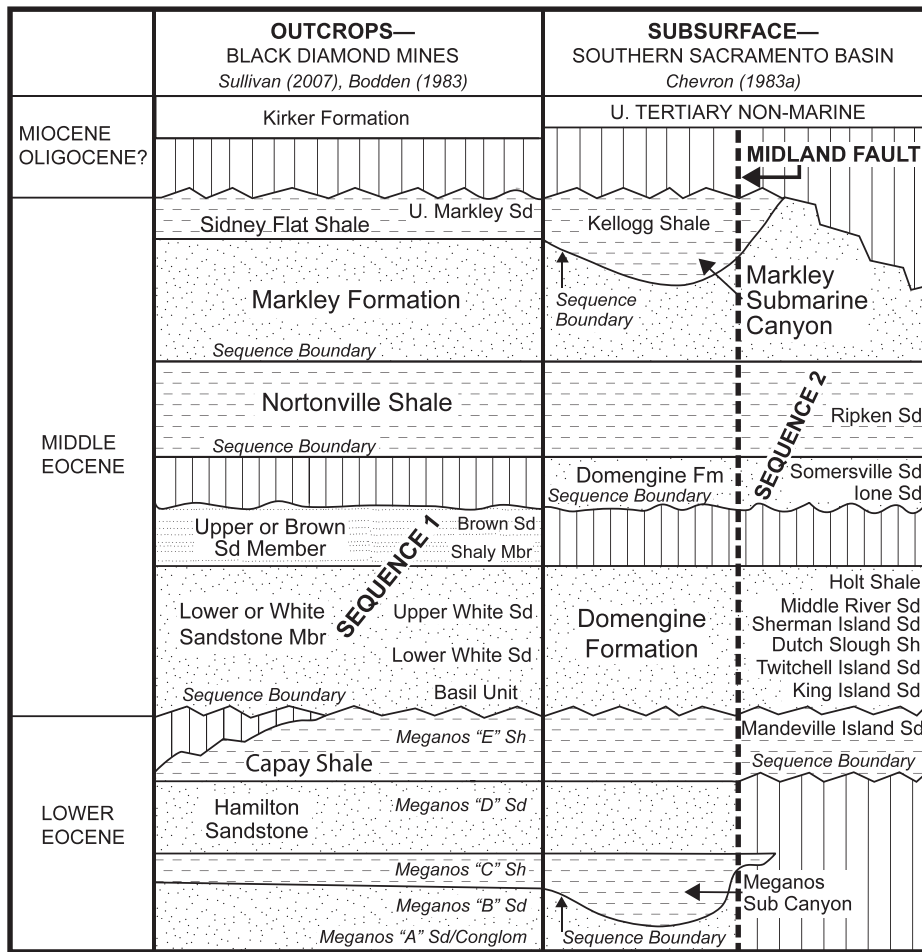 OUTCROPS—
BLACK DIAMOND MINES
Sullivan (2007), Bodden (1983)
SUBSURFACE—
SOUTHERN SACRAMENTO BASIN
Chevron (1983a)
MIOCENE
OLIGOCENE?
Kirker Formation
U. TERTIARY NON-MARINE
MIDLAND FAULT
U. Markley Sd
Sidney Flat Shale
Kellogg Shale
Markley Formation
Sequence Boundary
Sequence
Boundary
Markley
Submarine
Canyon
MIDDLE
EOCENE
Nortonville Shale
Sequence Boundary
SEQUENCE 2
Ripken Sd
Domengine Fm
Sequence Boundary
Somersville Sd
Ione Sd
Upper or Brown
Sd Member
Brown Sd
Shaly Mbr
SEQUENCE 1
Lower or White
Sandstone Mbr
Upper White Sd
Lower White Sd
Sequence Boundary
Basil Unit
Domengine
Formation
Holt Shale
Middle River Sd
Sherman Island Sd
Dutch Slough Sh
Twitchell Island Sd
King Island Sd
LOWER
EOCENE
Meganos "E" Sh
Capay Shale
Mandeville Island Sd
Sequence Boundary
Hamilton
Sandstone
Meganos "D" Sd
Meganos "C" Sh
Meganos "B" Sd
Meganos "A" Sd/Conglom
Meganos
Sub Canyon
Sequence Boundary